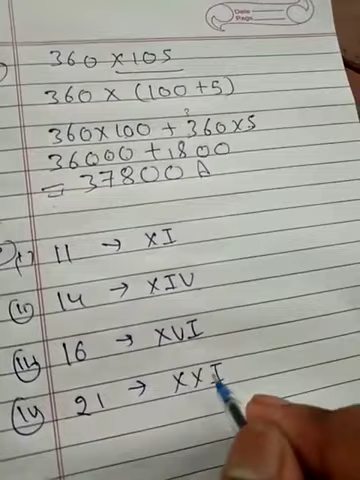 Date
Page
360 × 105
360 × (100 + 5)
360 × 100 + 360 × 5
36000 + 1800
= 37800 A
(i) 11 → XI
(ii) 14 → XIV
(iii) 16 → XVI
(iv) 21 → XXI